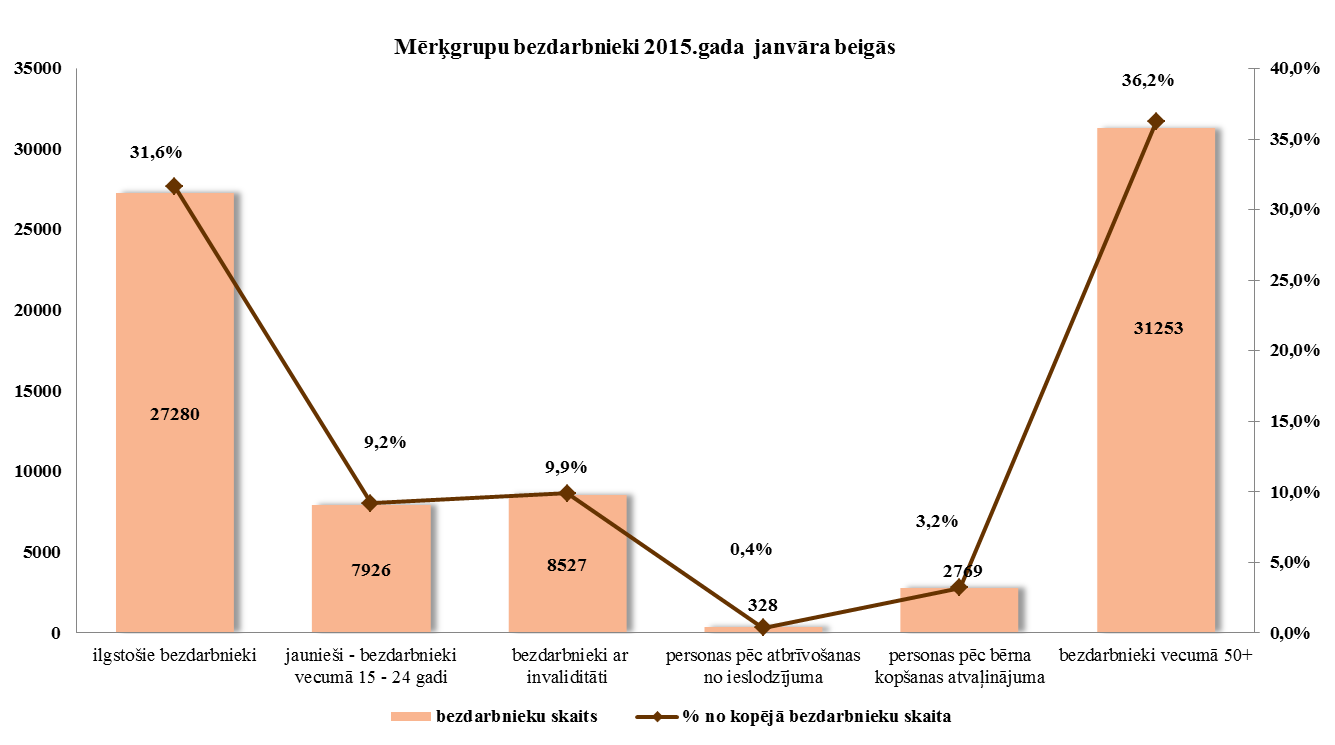 Mērķgrupu bezdarbnieki 2015.gada janvāra beigās
35000
30000
25000
20000
15000
10000
5000
0
40,0%
35,0%
30,0%
25,0%
20,0%
15,0%
10,0%
5,0%
0,0%
31,6%
9,2%
9,9%
0,4%
3,2%
36,2%
27280
7926
8527
328
2769
31253
ilgstošie bezdarbnieki
jaunieši - bezdarbnieki
vecumā 15 - 24 gadi
bezdarbnieki ar
invaliditāti
personas pēc atbrīvošanas
no ieslodzījuma
personas pēc bērna
kopšanas atvaļinājuma
bezdarbnieki vecumā 50+
bezdarbnieku skaits
% no kopējā bezdarbnieku skaita